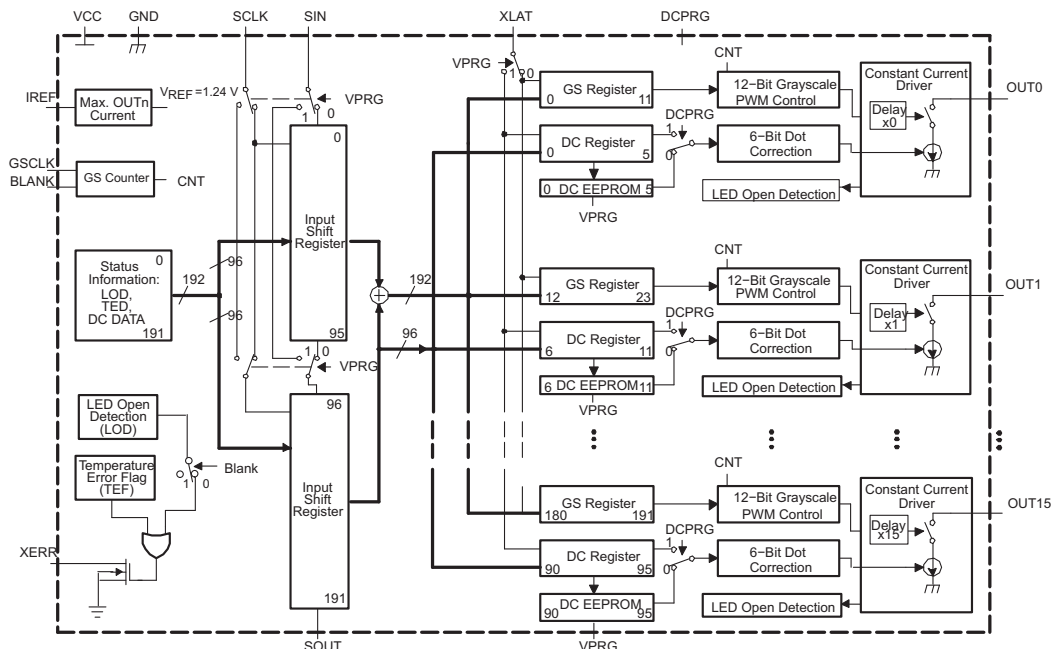 VCC
GND
SCLK
SIN
XLAT
DCPRG
IREF
Max. OUTn
Current
VREF =1.24 V
VPRG
1
0
0
GSCLK
BLANK
GS Counter
CNT
Status
Information:
LOD,
TED,
DC DATA
0
191
192
96
96
Input
Shift
Register
95
1
0
VPRG
96
Input
Shift
Register
191
SOUT
LED Open
Detection
(LOD)
Temperature
Error Flag
(TEF)
1
0
Blank
XERR
192
96
VPRG
1
0
GS Register
0
11
DC Register
0
5
0
DC EEPROM
5
VPRG
DCPRG
1
0
CNT
12−Bit Grayscale
PWM Control
6−Bit Dot
Correction
LED Open Detection
Constant Current
Driver
Delay
x0
OUT0
GS Register
12
23
DC Register
6
11
6
DC EEPROM
11
VPRG
DCPRG
1
0
CNT
12−Bit Grayscale
PWM Control
6−Bit Dot
Correction
LED Open Detection
Constant Current
Driver
Delay
x1
OUT1
GS Register
180
191
DC Register
90
95
DC EEPROM
90
95
VPRG
DCPRG
1
0
CNT
12−Bit Grayscale
PWM Control
6−Bit Dot
Correction
LED Open Detection
Constant Current
Driver
Delay
x15
OUT15